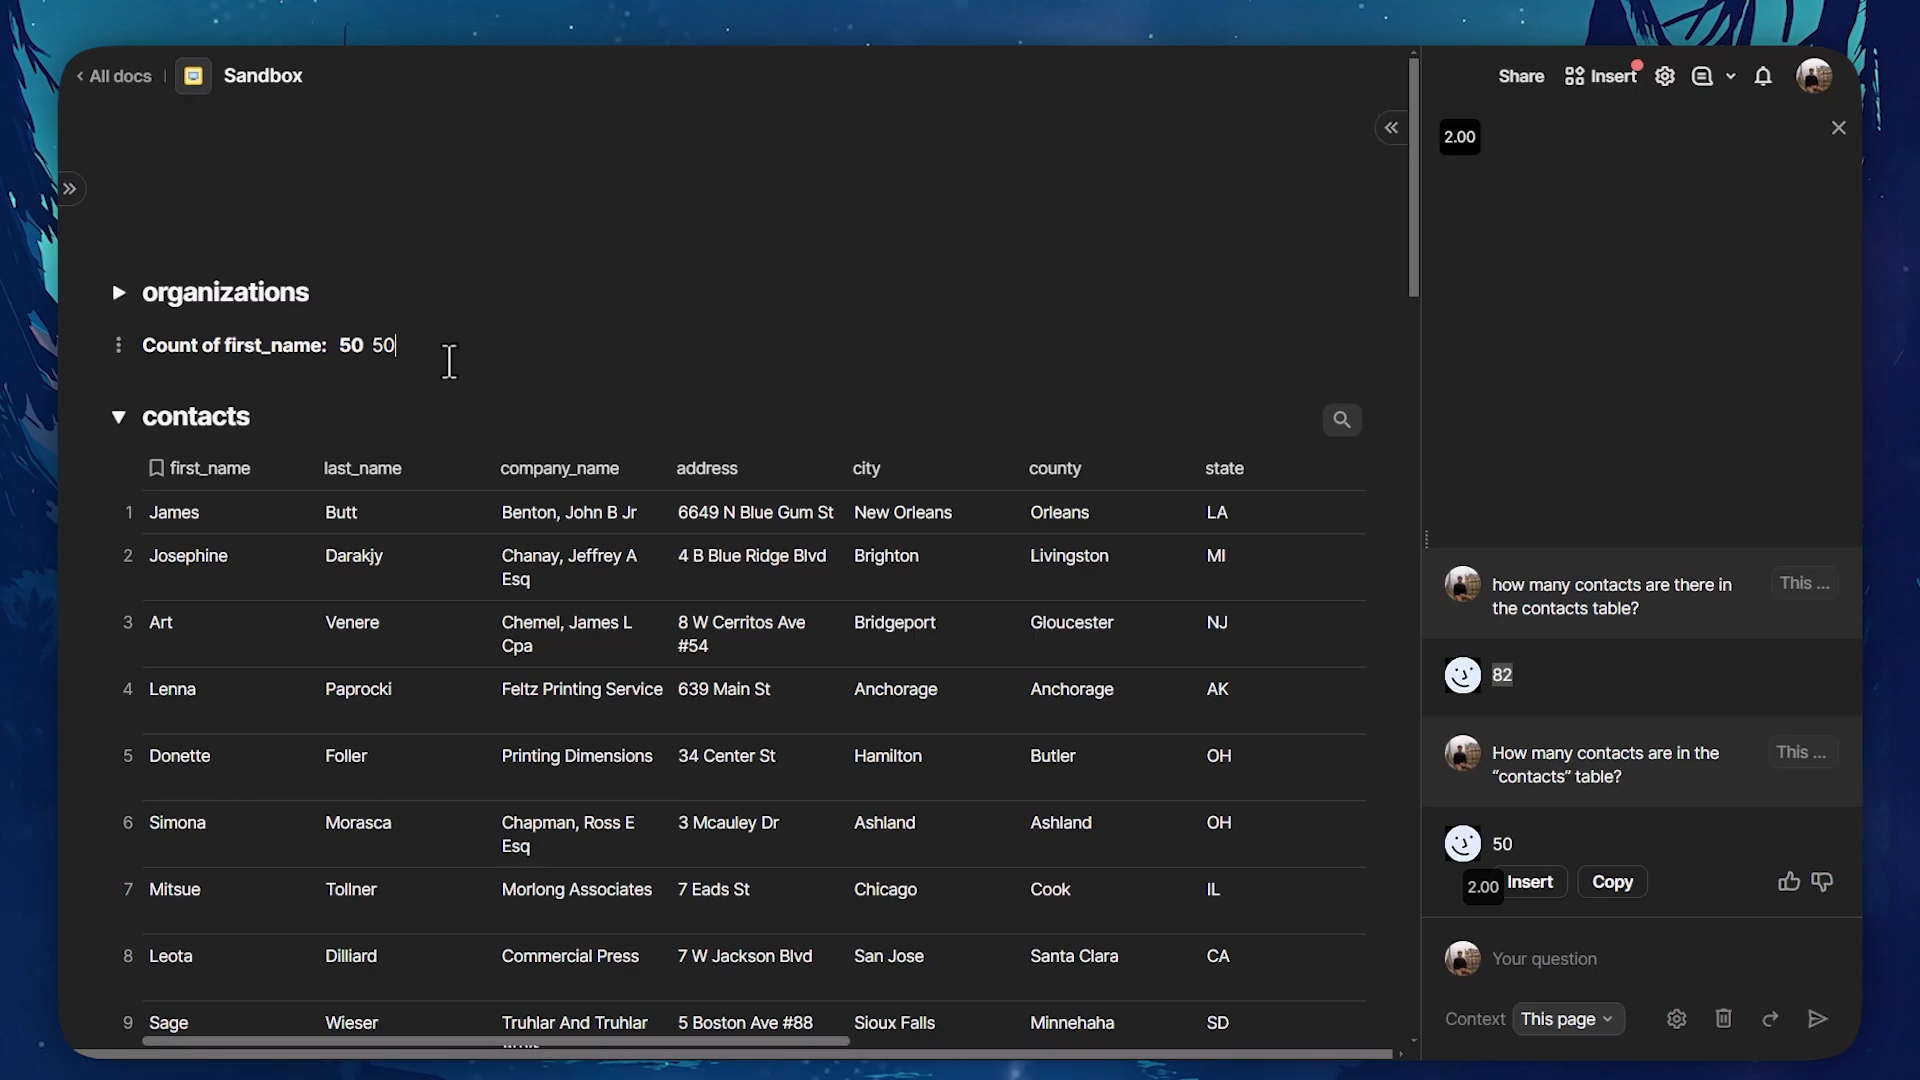 All docs
Sandbox
Share
Insert
2.00
organizations
Count of first_name: 50 50
contacts
first_name last_name company_name address city county state
1 James Butt Benton, John B Jr 6649 N Blue Gum St New Orleans Orleans LA
2 Josephine Darakjy Chanay, Jeffrey A 4 B Blue Ridge Blvd Brighton Livingston MI
Esq
3 Art Venere Chemel, James L 8 W Cerritos Ave Bridgeport Gloucester NJ
Cpa #54
4 Lenna Paprocki Feltz Printing Service 639 Main St Anchorage Anchorage AK
5 Donette Foller Printing Dimensions 34 Center St Hamilton Butler OH
6 Simona Morasca Chapman, Ross E 3 Mcauley Dr Ashland Ashland OH
Esq
7 Mitsue Tollner Morlong Associates 7 Eads St Chicago Cook IL
8 Leota Dilliard Commercial Press 7 W Jackson Blvd San Jose Santa Clara CA
9 Sage Wieser Truhlar And Truhlar 5 Boston Ave #88 Sioux Falls Minnehaha SD
how many contacts are there in
the contacts table?
This ...
82
How many contacts are in the
“contacts” table?
This ...
50
2.00
Insert
Copy
Your question
Context This page